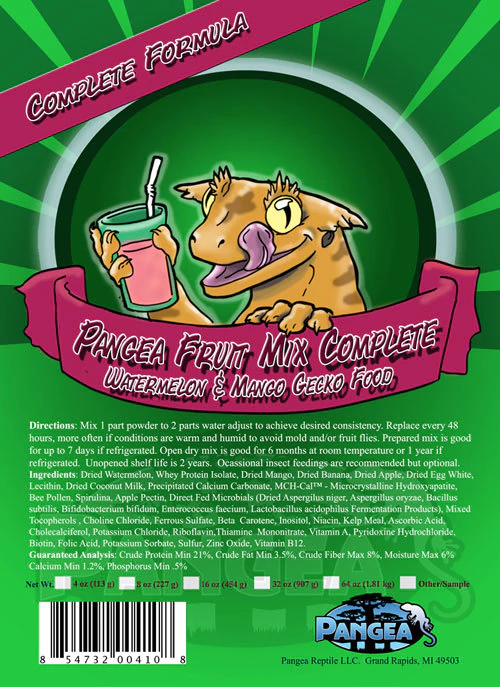 Complete Formula
Pangea Fruit Mix Complete
Watermelon & Mango Gecko Food
Directions: Mix 1 part powder to 2 parts water adjust to achieve desired consistency. Replace every 48
hours, more often if conditions are warm and humid to avoid mold and/or fruit flies. Prepared mix is good
for up to 7 days if refrigerated. Open dry mix is good for 6 months at room temperature or 1 year if
refrigerated. Unopened shelf life is 2 years. Ocassional insect feedings are recommended but optional.
Ingredients: Dried Watermelon, Whey Protein Isolate, Dried Mango, Dried Banana, Dried Apple, Dried Egg White,
Lecithin, Dried Coconut Milk, Precipitated Calcium Carbonate, MCH-Cal™ - Microcrystalline Hydroxyapatite,
Bee Pollen, Spirulina, Apple Pectin, Direct Fed Microbials (Dried Aspergilus niger, Aspergillus oryzae, Bacillus
subtilis, Bifidobacterium bifidum, Enterococcus faecium, Lactobacillus acidophilus Fermentation Products), Mixed
Tocopherols , Choline Chloride, Ferrous Sulfate, Beta Carotene, Inositol, Niacin, Kelp Meal, Ascorbic Acid,
Cholecalciferol, Potassium Chloride, Riboflavin,Thiamine Mononitrate, Vitamin A, Pyridoxine Hydrochloride,
Biotin, Folic Acid, Potassium Sorbate, Sulfur, Zinc Oxide, Vitamin B12.
Guaranteed Analysis: Crude Protein Min 21%, Crude Fat Min 3.5%, Crude Fiber Max 8%, Moisture Max 6%
Calcium Min 1.2%, Phosphorus Min .5%
Net Wt. 4 oz (113 g) 8 oz (227 g) 16 oz (454 g) 32 oz (907 g) 64 oz (1.81 kg) Other/Sample
PANGEA
PANGEA
8 54732 00410 8
Pangea Reptile LLC. Grand Rapids, MI 49503